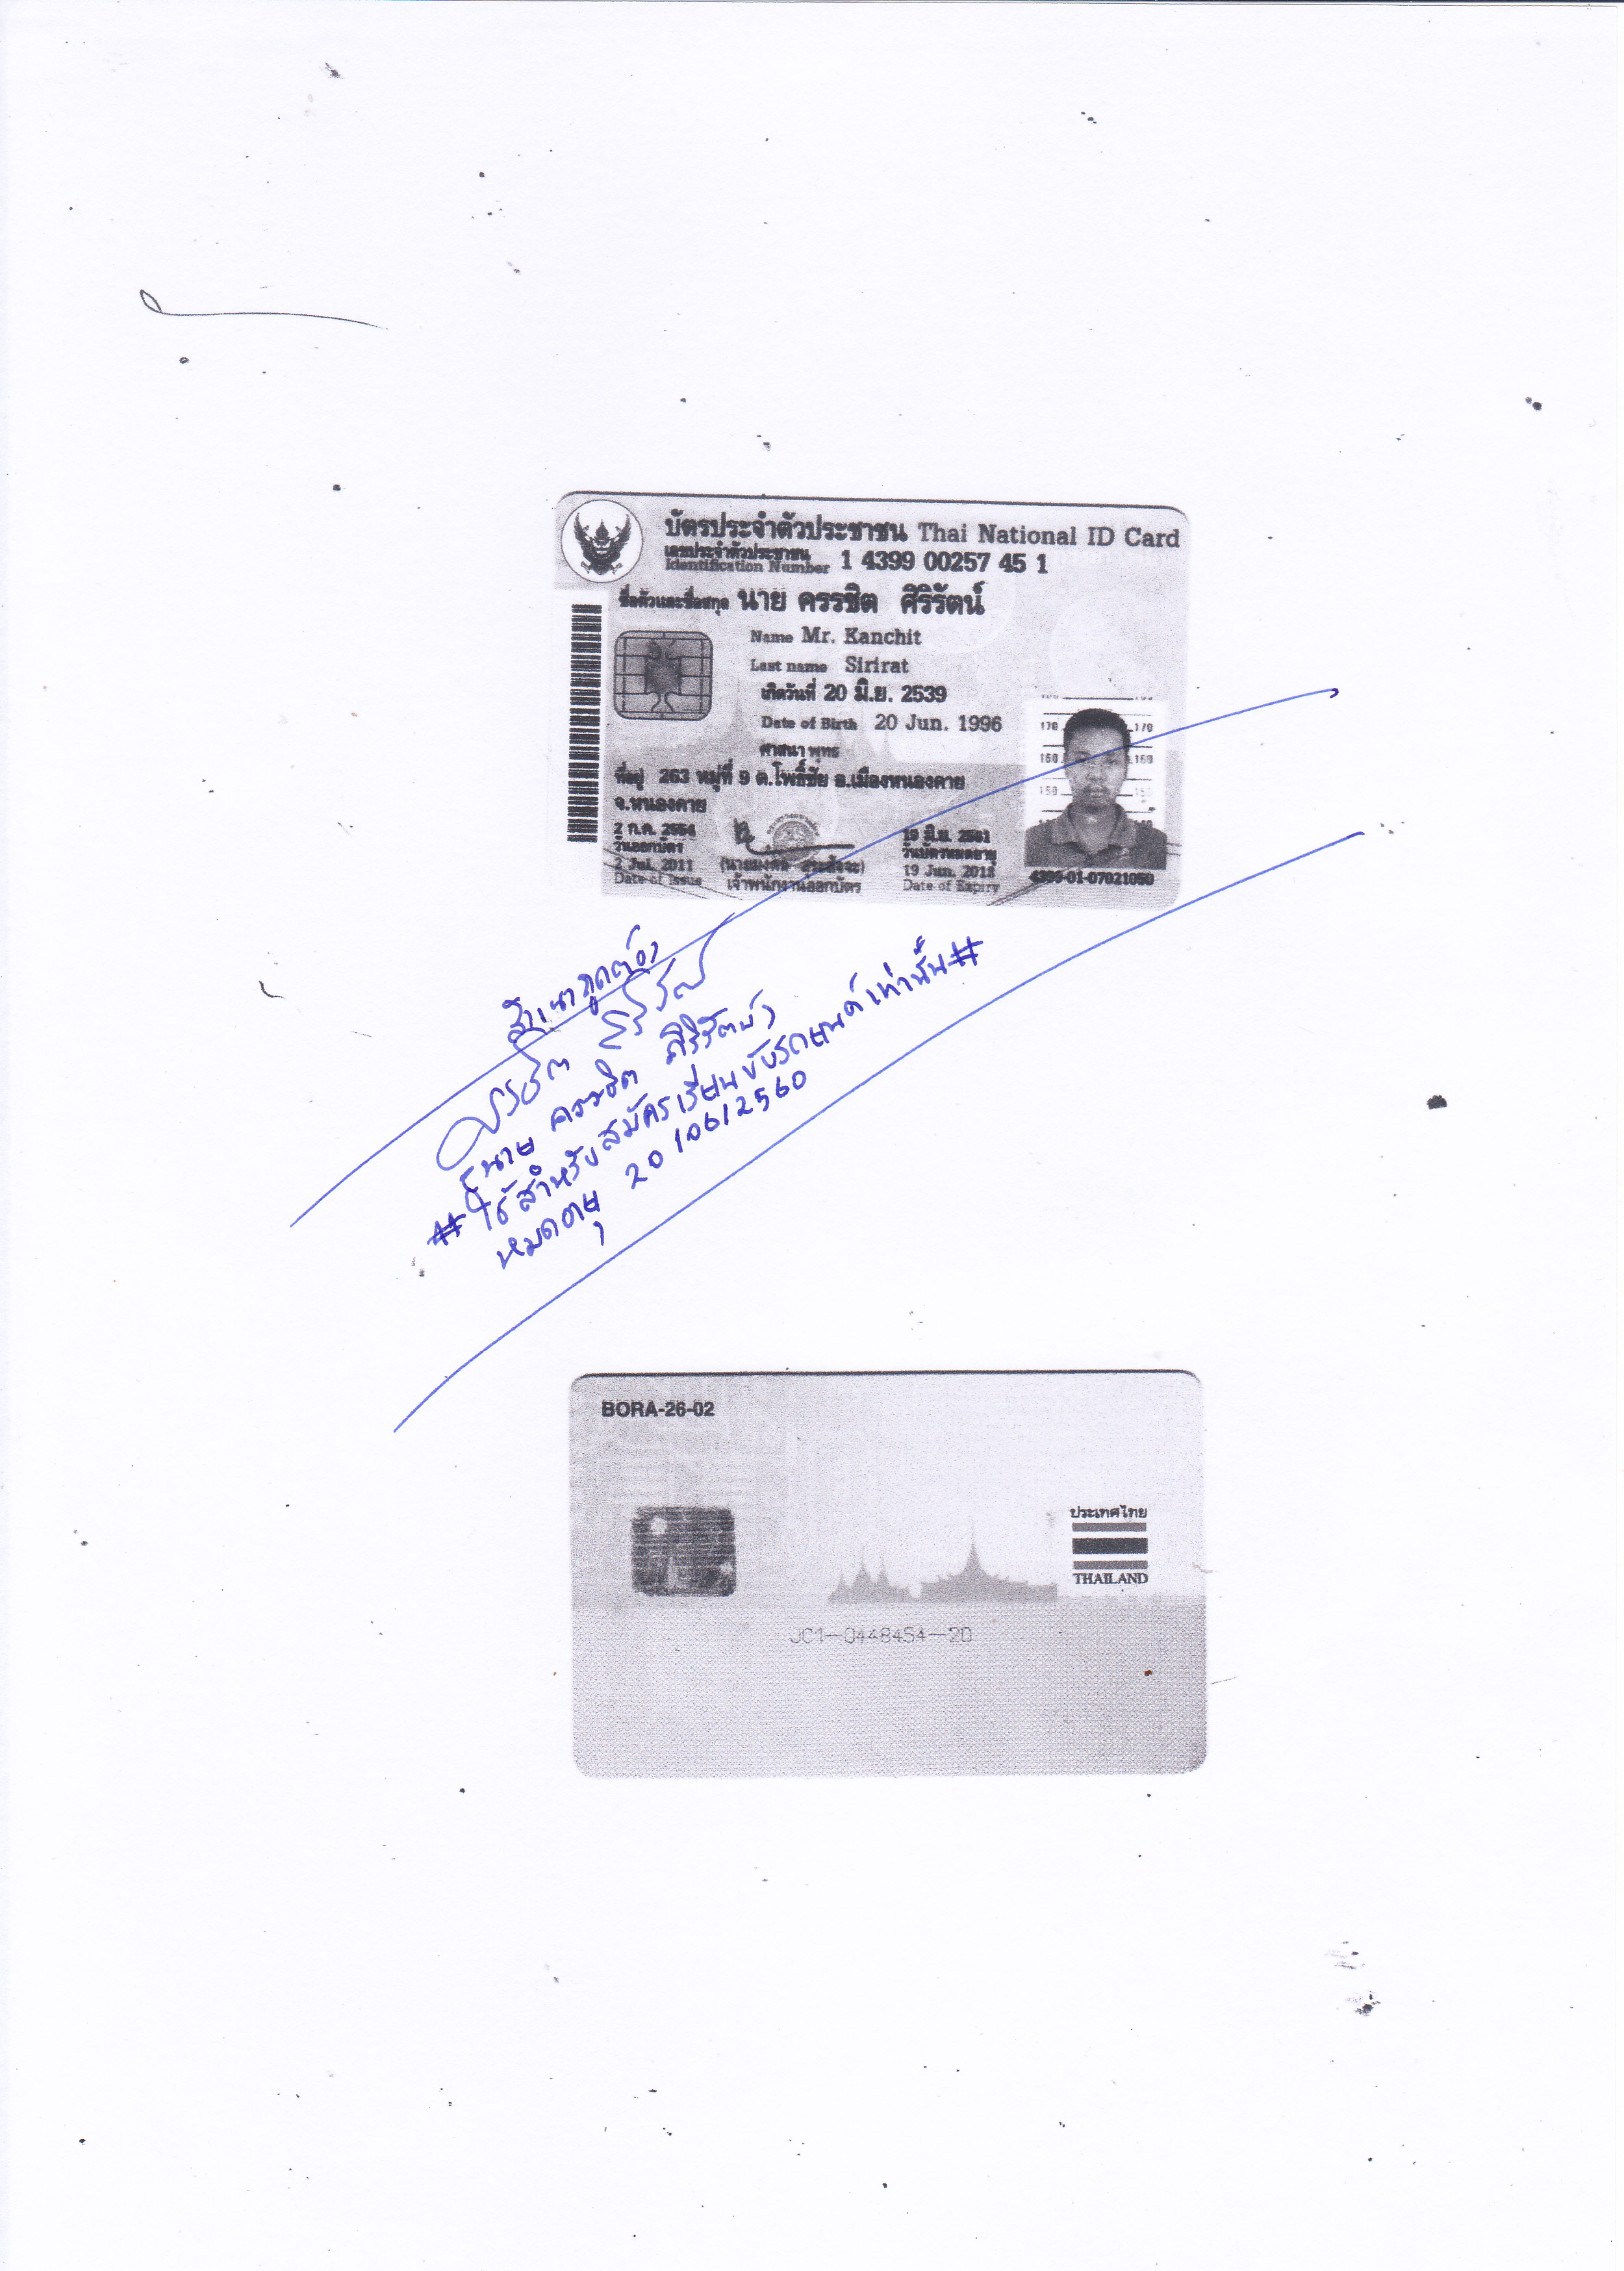 บัตรประจำตัวประชาชน Thai National ID Card
เลขประจำตัวประชาชน
Identification Number 1 4399 00257 45 1
ชื่อตัวและชื่อสกุล นาย ครรชิต ศิริรัตน์
Name Mr. Kanchit
Last name Sirirat
เกิดวันที่ 20 มิ.ย. 2539
Date of Birth 20 Jun. 1996
ศาสนา พุทธ
ที่อยู่ 263 หมู่ที่ 9 ต.โพธิ์ชัย อ.เมืองหนองคาย
จ.หนองคาย
2 ก.ค. 2554
วันออกบัตร
2 Jul. 2011
Date of Issue
เจ้าพนักงานออกบัตร
19 มิ.ย. 2561
วันบัตรหมดอายุ
19 Jun. 2018
Date of Expiry
170 170
160 160
150 150
4399-01-07021050
สำเนาถูกต้อง
ครรชิต ศิริรัตน์
(นาย ครรชิต ศิริรัตน์)
# ใช้สำหรับสมัครเรียนขับรถยนต์เท่านั้น #
หมดอายุ 20/06/2560
BORA-26-02
ประเทศไทย
THAILAND
JC1-0448454-20